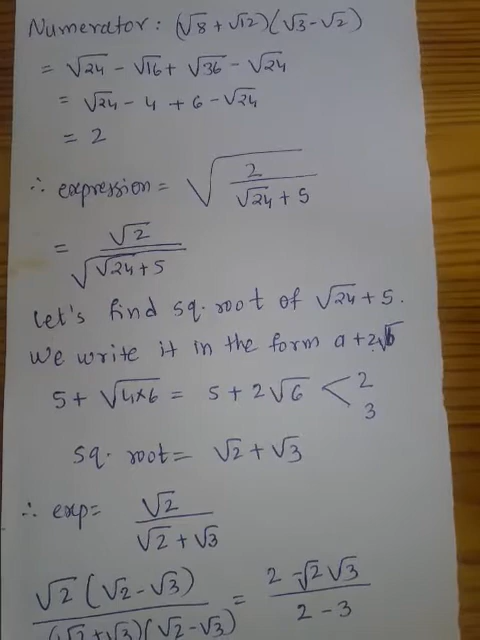 Numerator: (√8 + √12)(√3 - √2)
= √24 - √16 + √36 - √24
= √24 - 4 + 6 - √24
= 2
∴ expression = √(2/(√24 + 5))
= √2/√(√24 + 5)
Let's find sq. root of √24 + 5.
We write it in the form a + 2√b
5 + √(4×6) = 5 + 2√6 < 2 3
sq. root = √2 + √3
∴ exp = √2/(√2 + √3)
√2(√2 - √3)/((√2 + √3)(√2 - √3)) = (2 - √2√3)/(2 - 3)